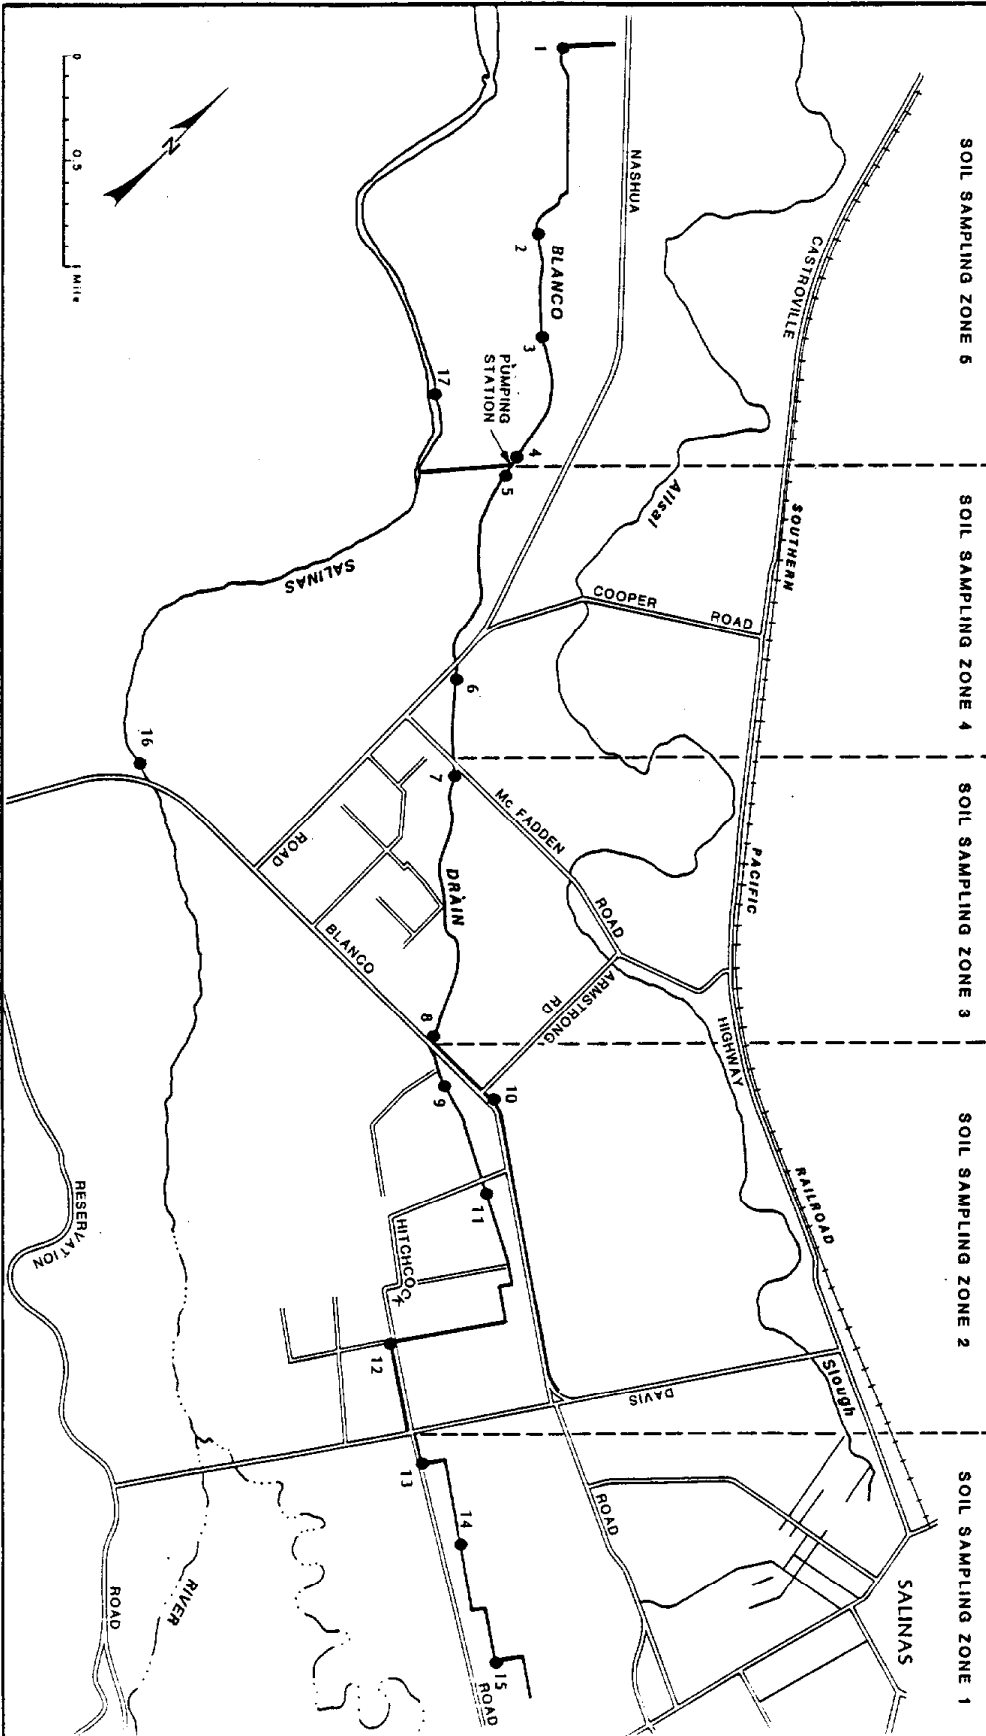 SOIL SAMPLING ZONE 5
SOIL SAMPLING ZONE 4
SOIL SAMPLING ZONE 3
SOIL SAMPLING ZONE 2
SOIL SAMPLING ZONE 1
0
0.5
1 Mile
N
1
NASHUA
CASTROVILLE
2
BLANCO
3
PUMPING
STATION
17
4
5
Alisal
SOUTHERN
SALINAS
COOPER
ROAD
6
16
7
Mc FADDEN
ROAD
PACIFIC
ROAD
DRAIN
BLANCO
ARMSTRONG
RD
HIGHWAY
8
9
10
11
RESERVATION
HITCHCOCK
RAILROAD
12
DAVIS
Slough
13
14
15
ROAD
ROAD
RIVER
ROAD
SALINAS